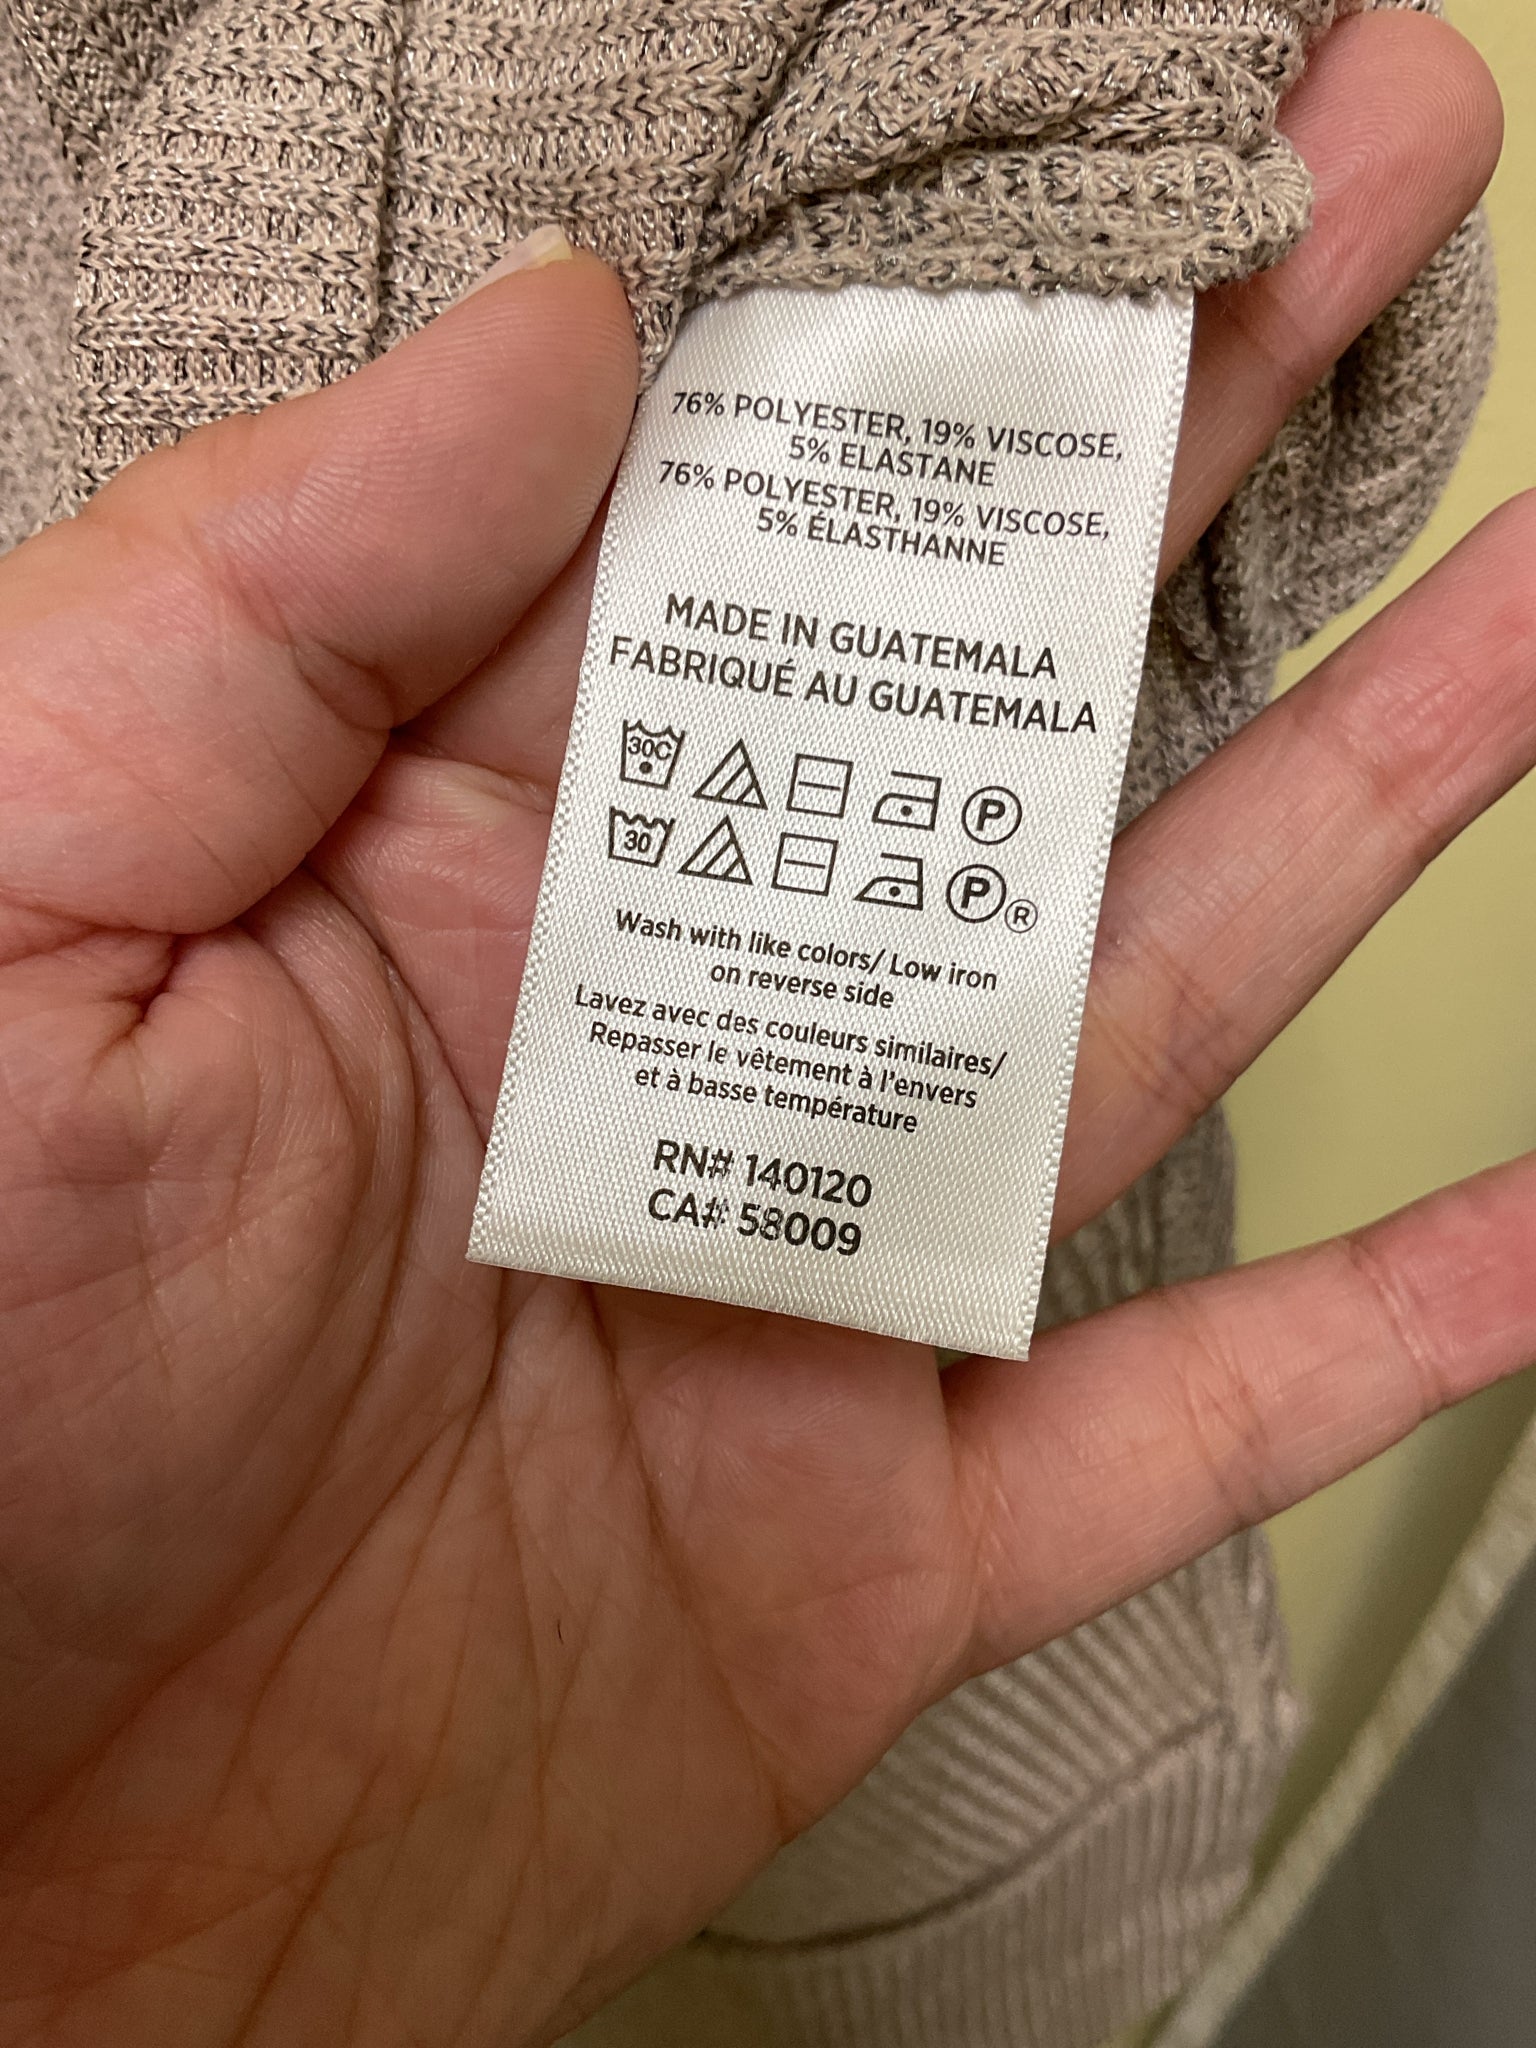 76% POLYESTER, 19% VISCOSE,
5% ELASTANE
76% POLYESTER, 19% VISCOSE,
5% ÉLASTHANNE
MADE IN GUATEMALA
FABRIQUÉ AU GUATEMALA
30C P
30 P ®
Wash with like colors/ Low iron
on reverse side
Lavez avec des couleurs similaires/
Repasser le vêtement à l'envers
et à basse température
RN# 140120
CA# 58009